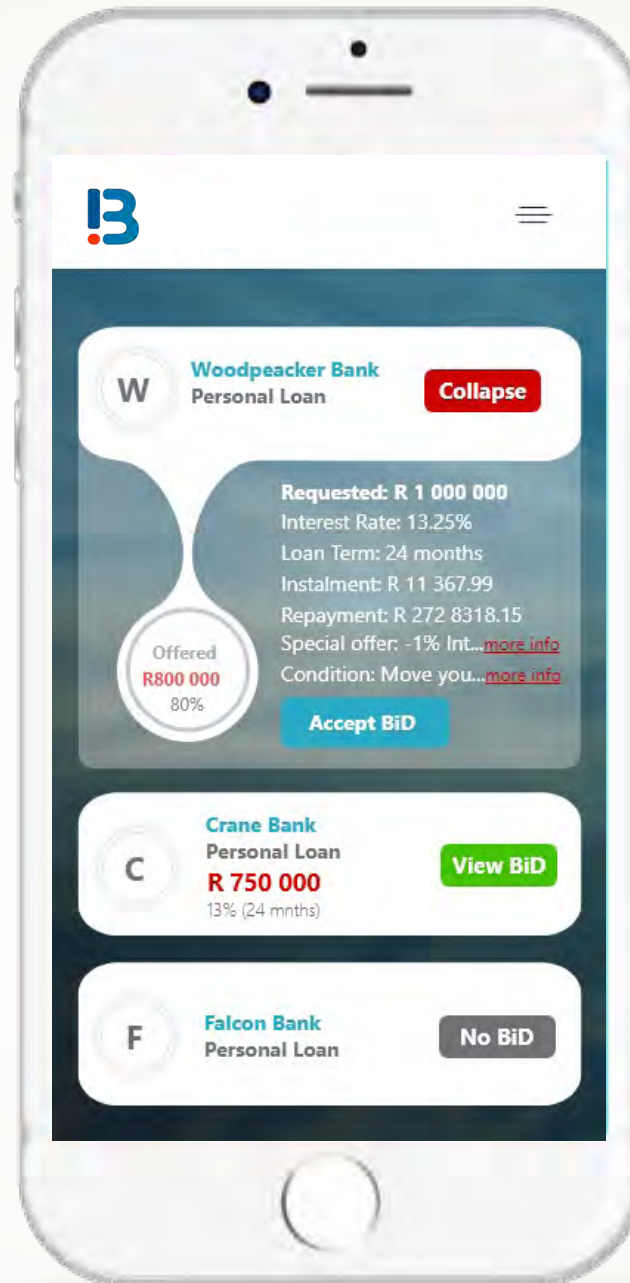 B
W
Woodpeacker Bank
Personal Loan
Collapse
Requested: R 1 000 000
Interest Rate: 13.25%
Loan Term: 24 months
Instalment: R 11 367.99
Repayment: R 272 8318.15
Special offer: -1% Int...more info
Condition: Move you...more info
Offered
R800 000
80%
Accept BiD
C
Crane Bank
Personal Loan
R 750 000
13% (24 mnths)
View BiD
F
Falcon Bank
Personal Loan
No BiD